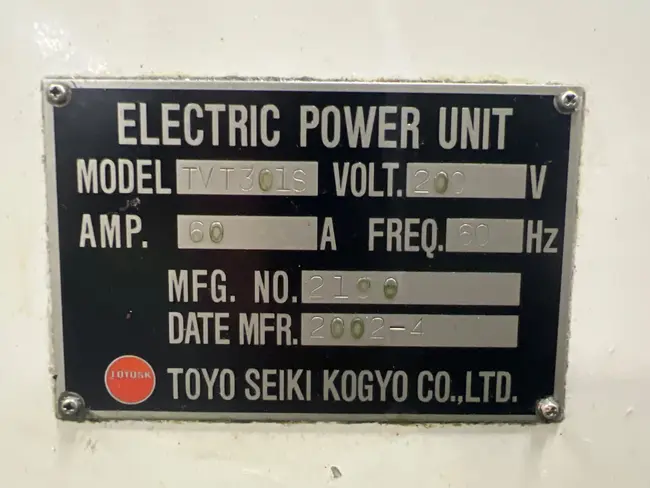 ELECTRIC POWER UNIT
MODEL TVT301S VOLT. 200 V
AMP. 60 A FREQ. 60 Hz
MFG. NO.
DATE MFR. 2002-4
TOYO SEIKI KOGYO CO.,LTD.